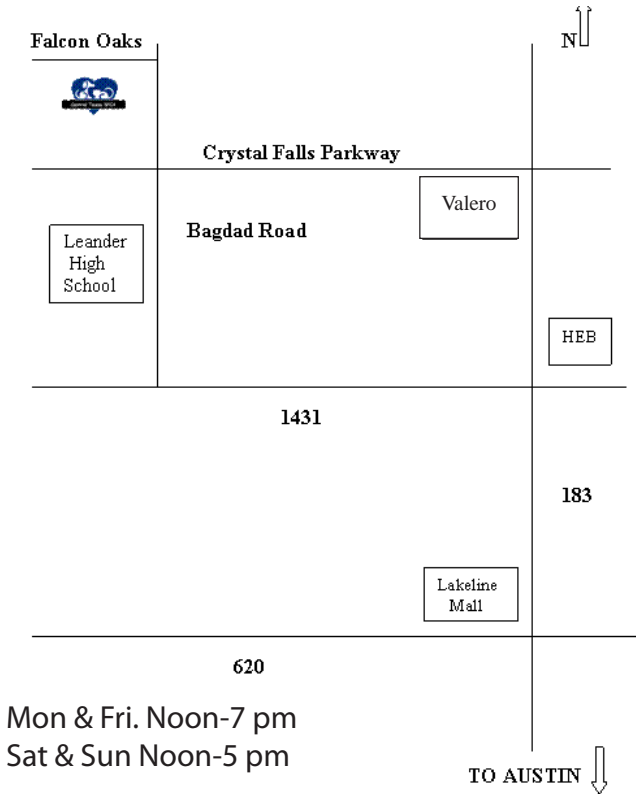 N
Falcon Oaks
Crystal Falls Parkway
Valero
Bagdad Road
Leander
High
School
HEB
1431
183
Lakeline
Mall
620
Mon & Fri. Noon-7 pm
Sat & Sun Noon-5 pm
TO AUSTIN